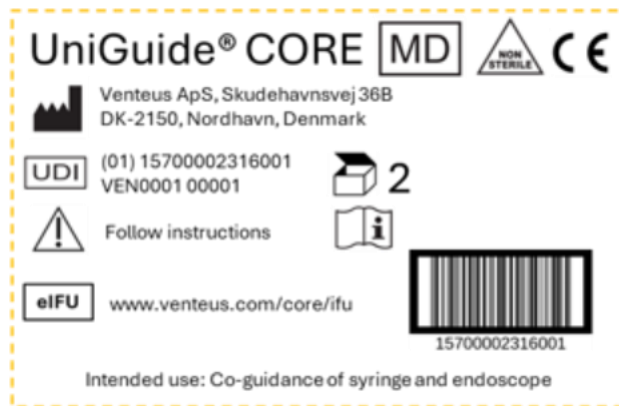 UniGuide® CORE MD NON STERILE CE
Venteus ApS, Skudehavnsvej 36B
DK-2150, Nordhavn, Denmark
UDI (01) 15700002316001
VEN0001 00001
2
Follow instructions
eIFU www.venteus.com/core/ifu
15700002316001
Intended use: Co-guidance of syringe and endoscope